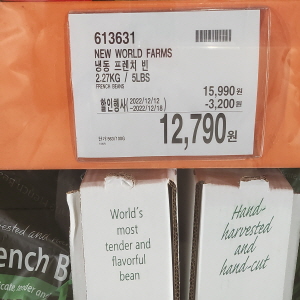 613631
NEW WORLD FARMS
냉동 프렌치 빈
2.27KG / 5LBS
FRENCH BEANS
15,990원
할인행사 (2022/12/12
~2022/12/18)
-3,200원
12,790원
World's
most
tender and
flavorful
bean
Hand-
harvested
and
hand-cut
ench B